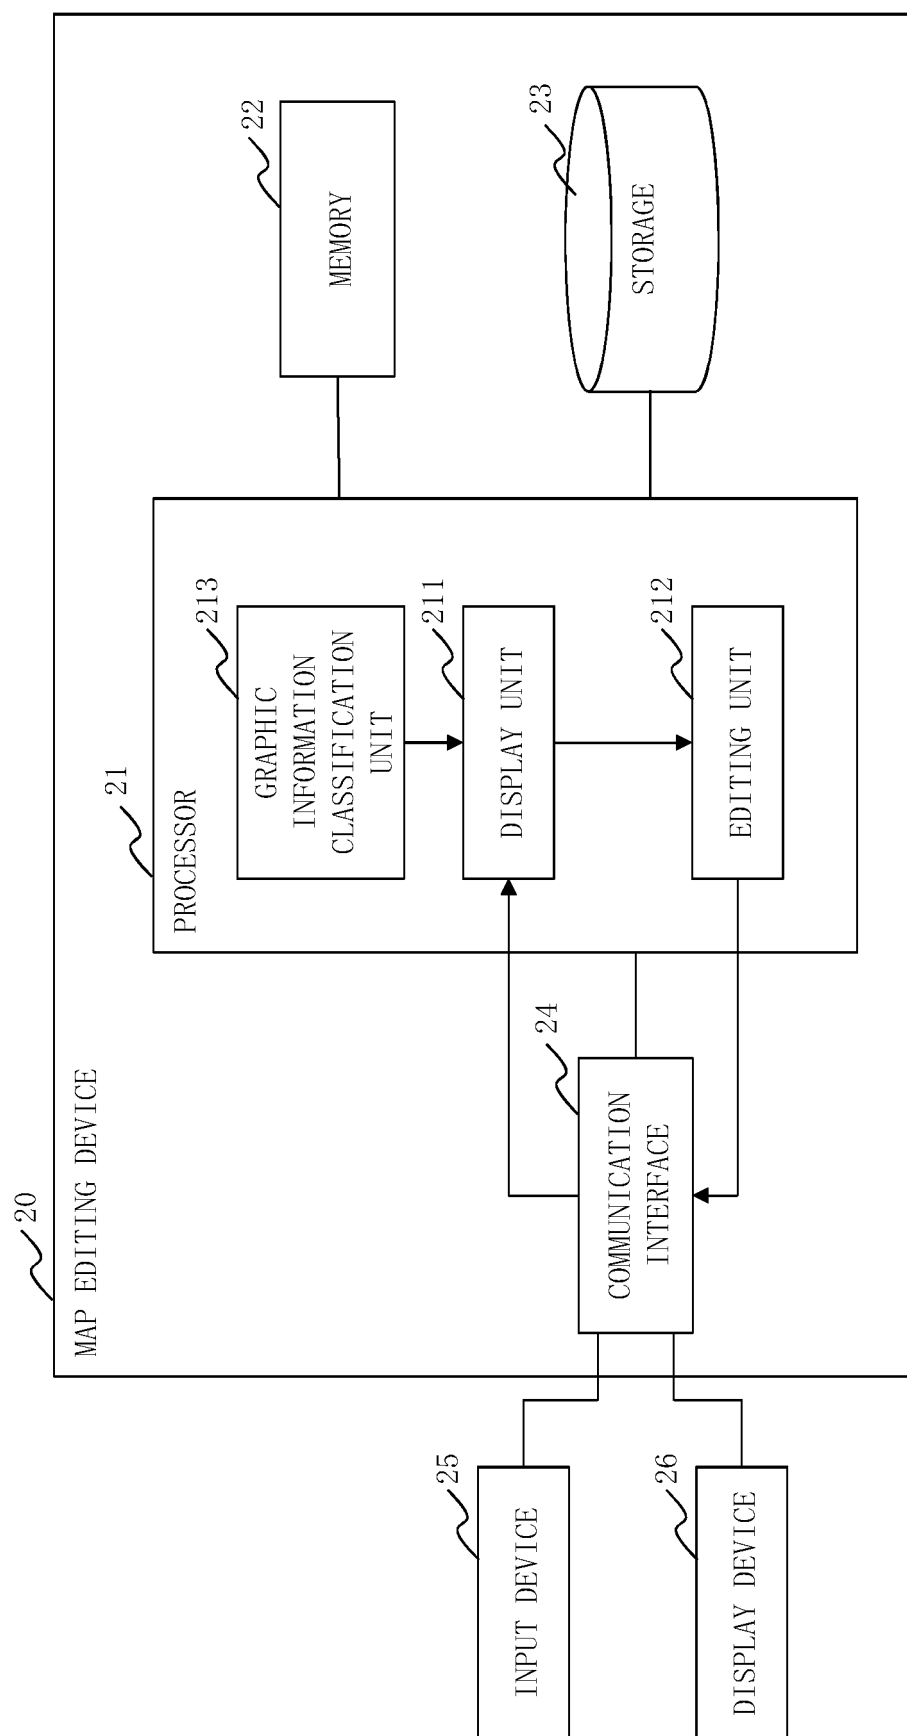 20
MAP EDITING DEVICE
21
PROCESSOR
22
MEMORY
213
GRAPHIC
INFORMATION
CLASSIFICATION
UNIT
25
INPUT DEVICE
24
COMMUNICATION
INTERFACE
211
DISPLAY UNIT
23
STORAGE
26
DISPLAY DEVICE
212
EDITING UNIT